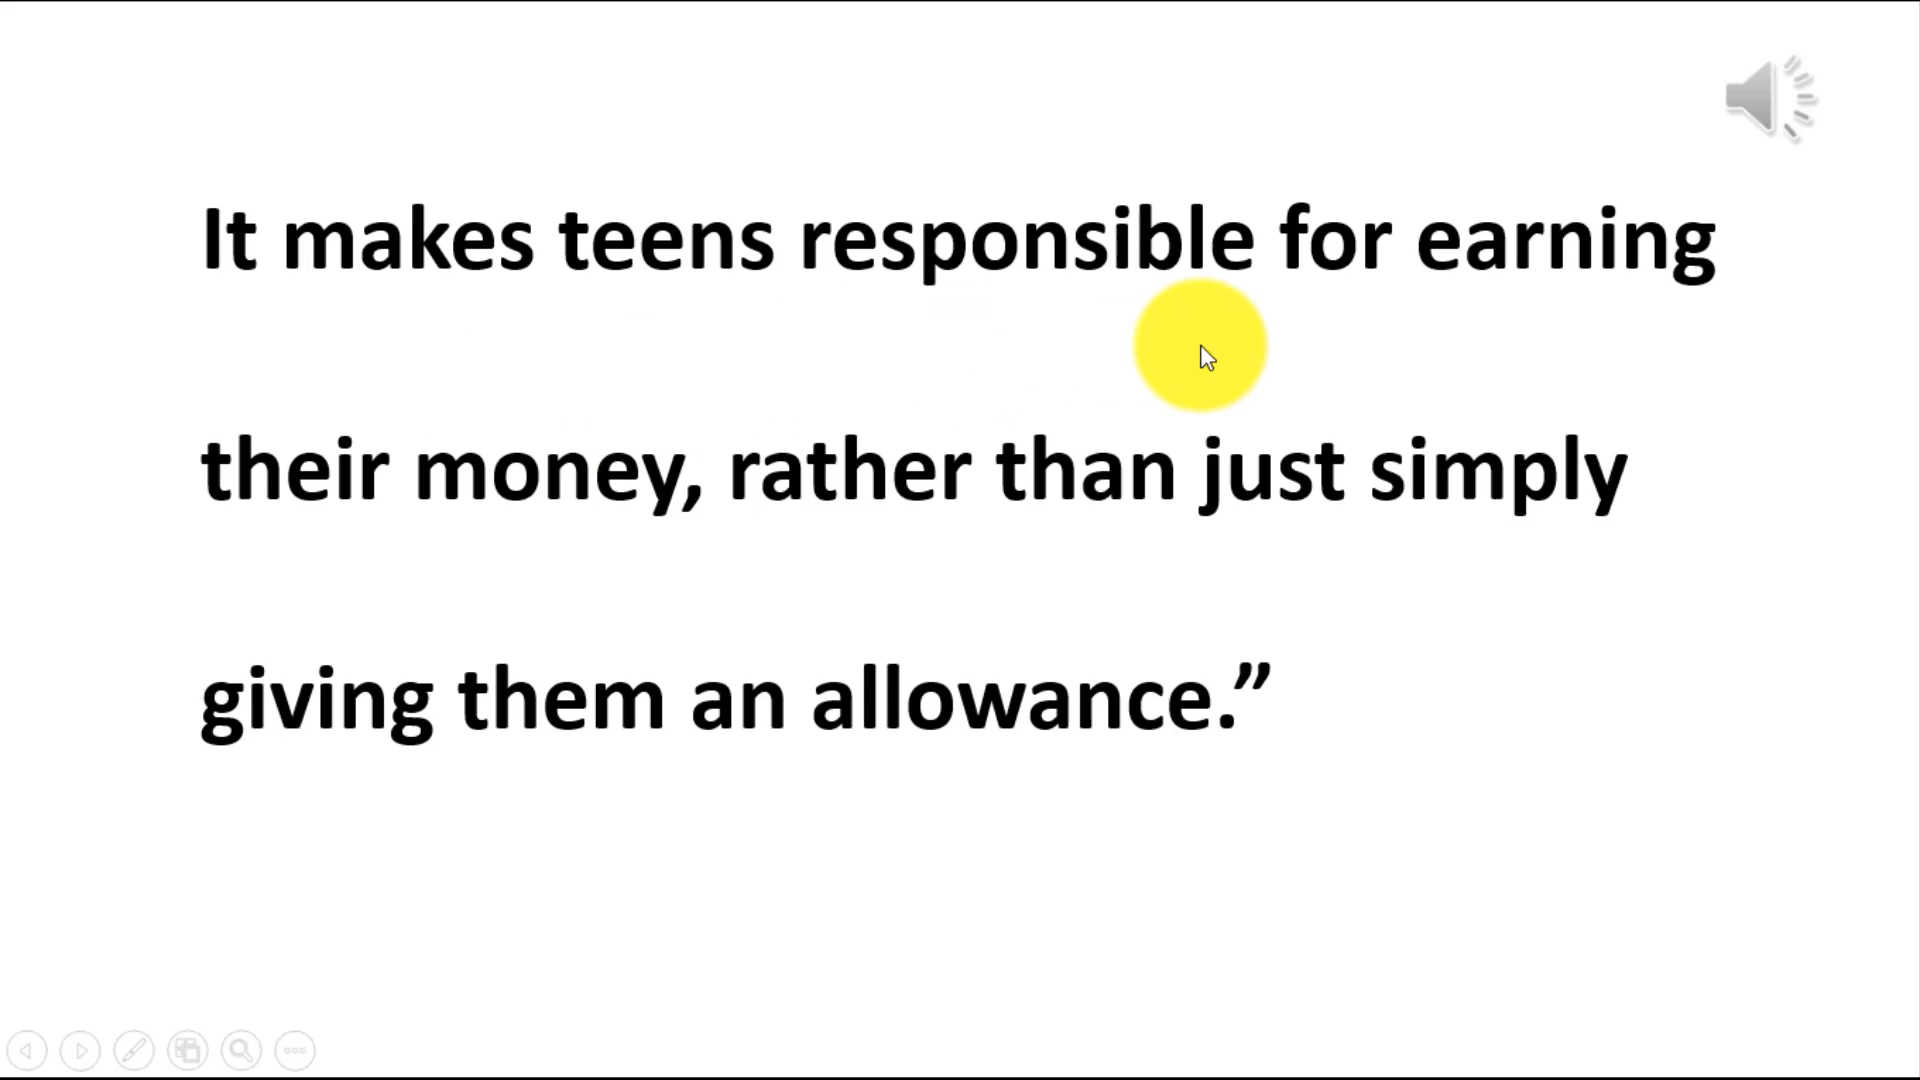 It makes teens responsible for earning
their money, rather than just simply
giving them an allowance.”